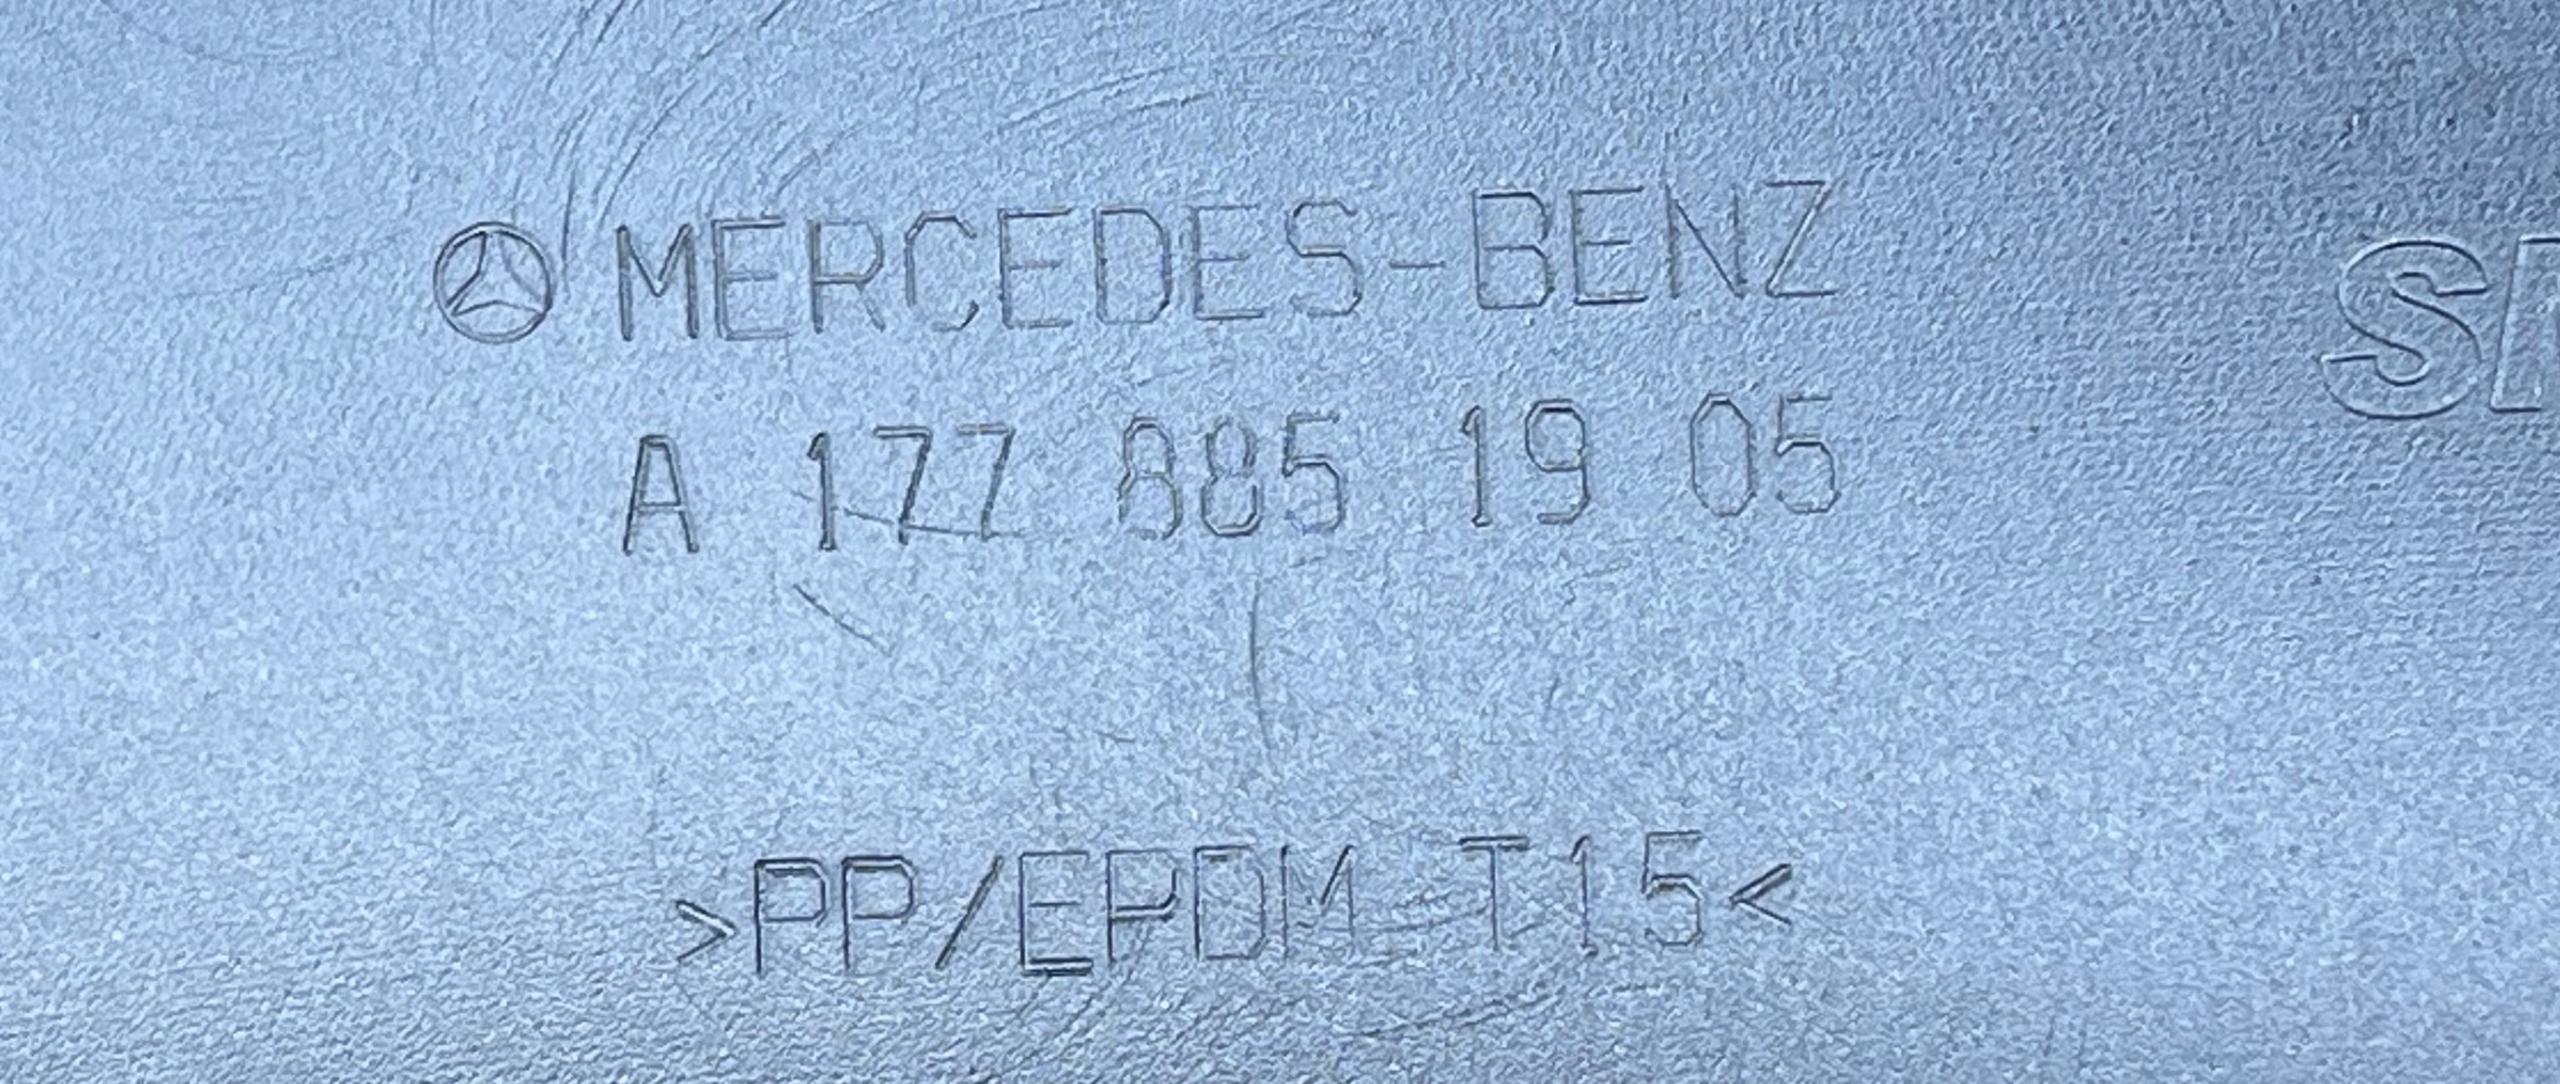 MERCEDES-BENZ
A 177 885 19 05
>PP/EPDM T15<